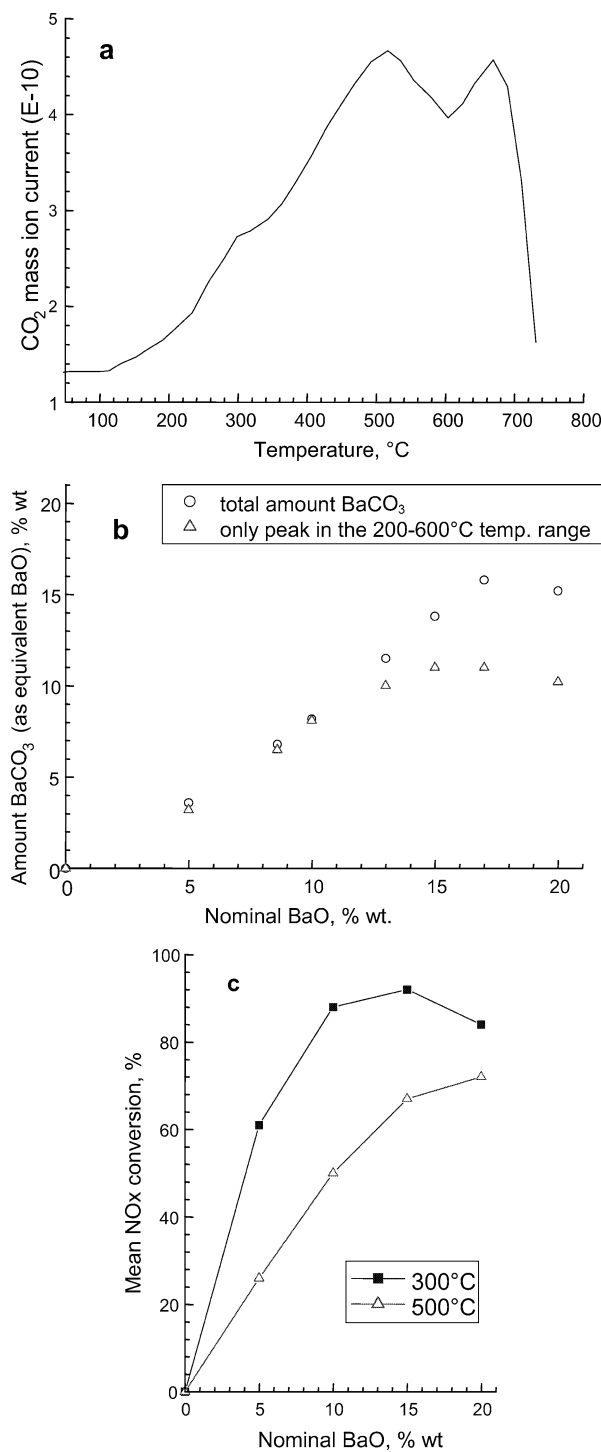 a
CO2 mass ion current (E-10)
5
4
3
2
1
100 200 300 400 500 600 700 800
Temperature, °C
b
○ total amount BaCO3
△ only peak in the 200-600°C temp. range
Amount BaCO3 (as equivalent BaO), % wt
20
15
10
5
0
0 5 10 15 20
Nominal BaO, % wt.
c
Mean NOx conversion, %
100
80
60
40
20
0
300°C
500°C
0 5 10 15 20
Nominal BaO, % wt